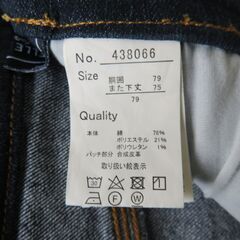 No. 438066
Size 胴囲 79
また下丈 75
79
Quality
本体 綿 78%
ポリエステル 21%
ポリウレタン 1%
パッチ部分 合成皮革
取り扱い絵表示